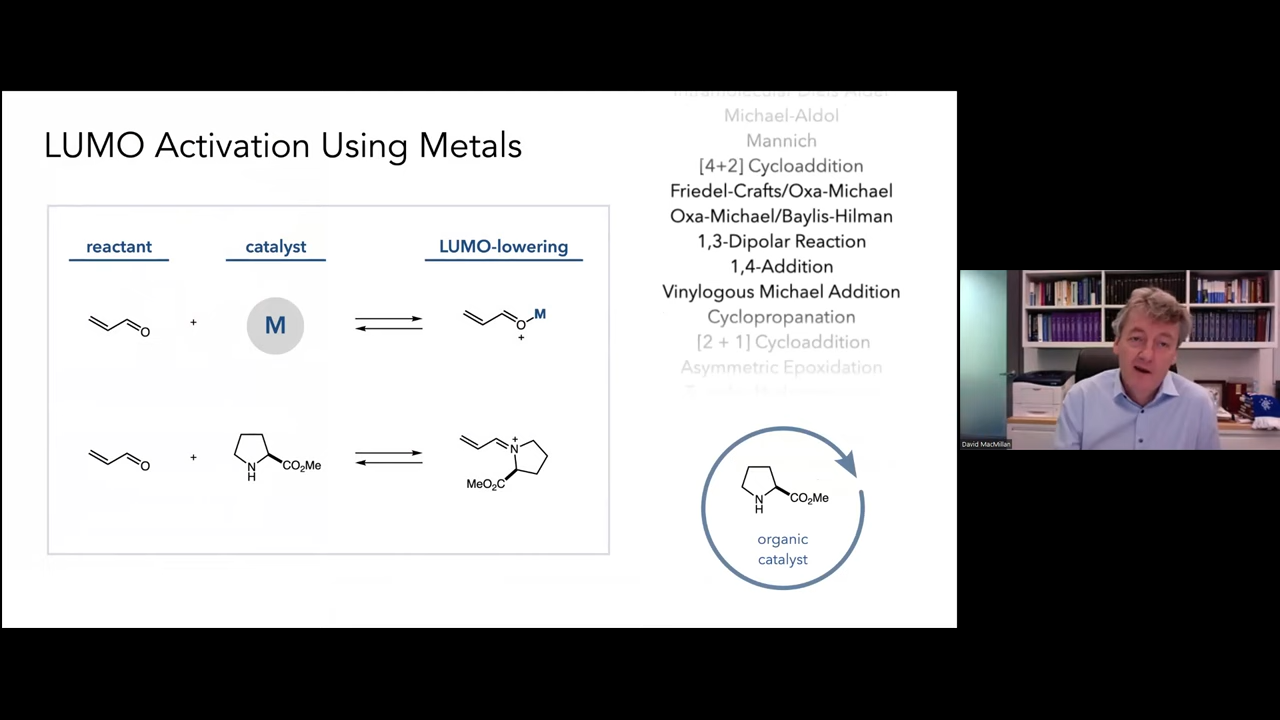 LUMO Activation Using Metals
reactant
catalyst
LUMO-lowering
O
+
M
O
M
+
O
+
N
H
CO2Me
N
+
MeO2C
Michael-Aldol
Mannich
[4+2] Cycloaddition
Friedel-Crafts/Oxa-Michael
Oxa-Michael/Baylis-Hilman
1,3-Dipolar Reaction
1,4-Addition
Vinylogous Michael Addition
Cyclopropanation
[2 + 1] Cycloaddition
Asymmetric Epoxidation
N
H
CO2Me
organic
catalyst
David MacMillan